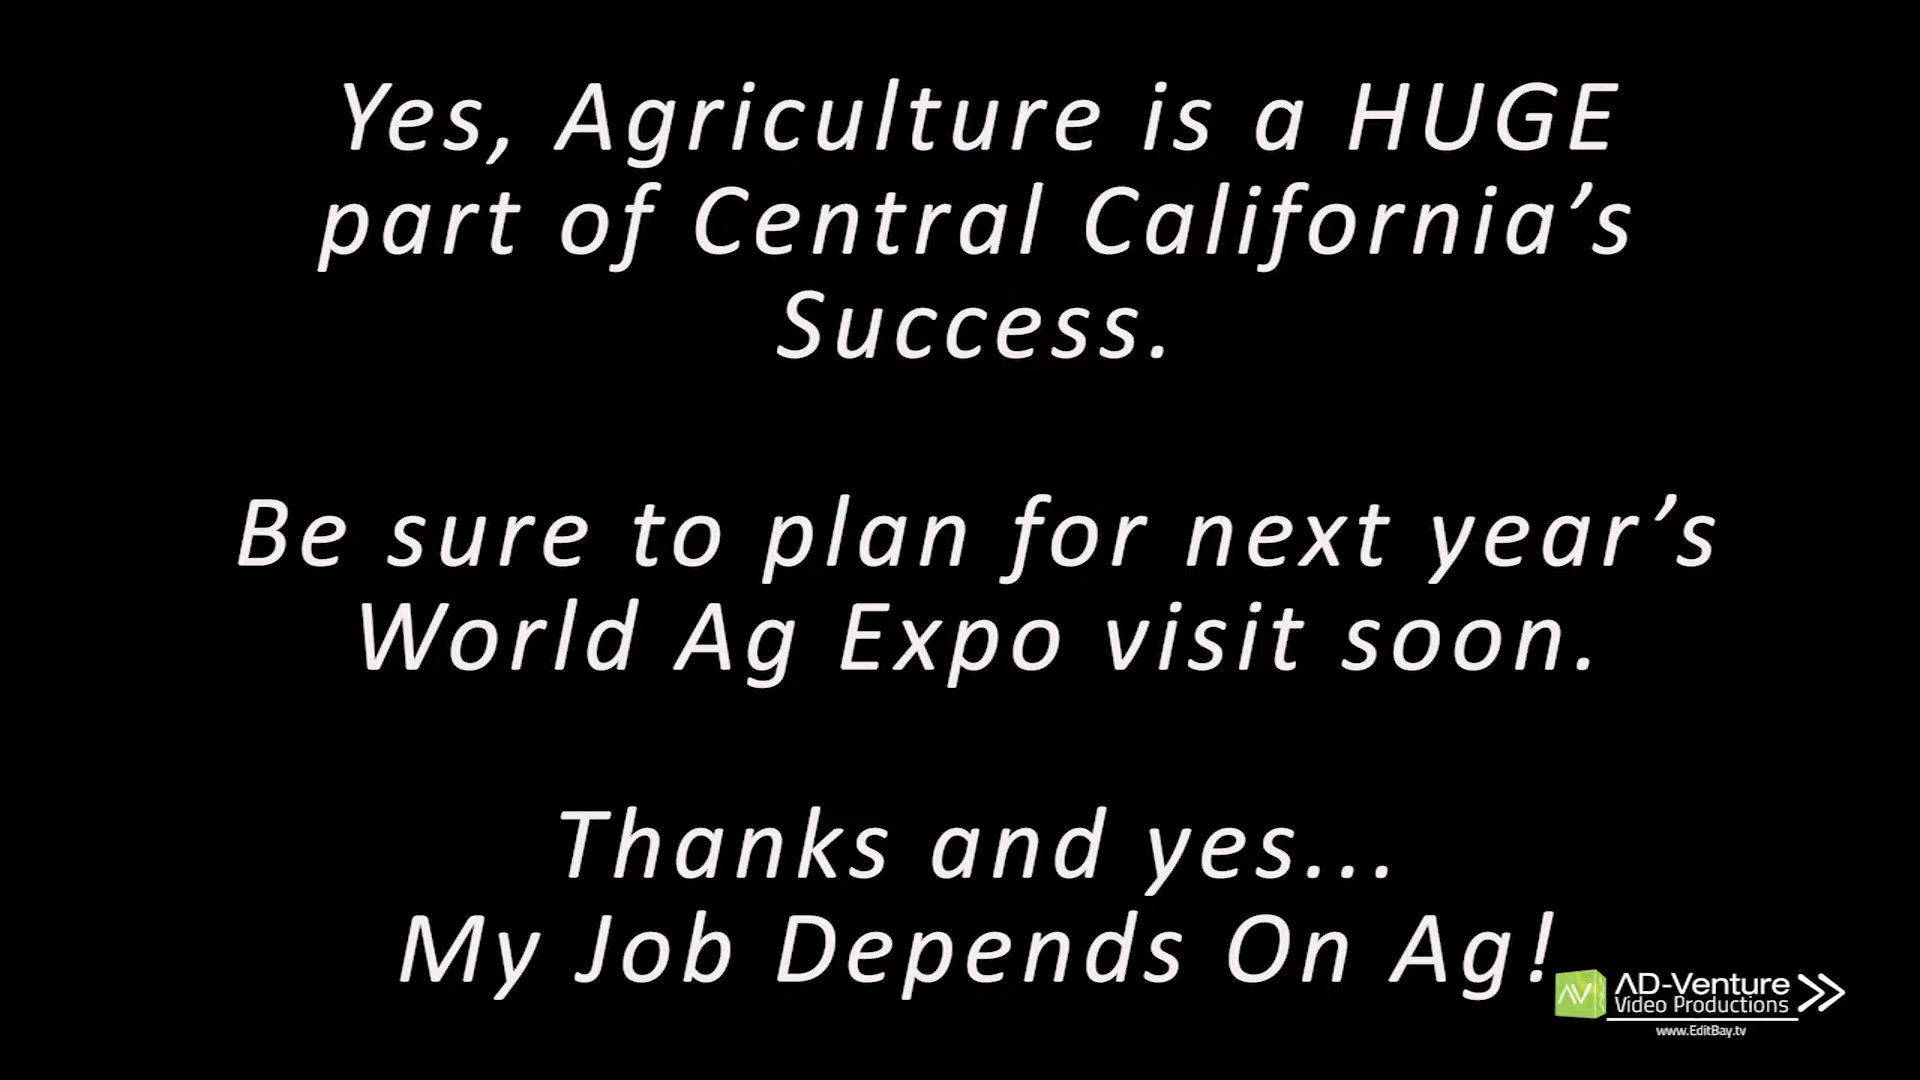 Yes, Agriculture is a HUGE
part of Central California’s
Success.
Be sure to plan for next year’s
World Ag Expo visit soon.
Thanks and yes...
My Job Depends On Ag!
AV
AD-Venture
Video Productions
www.EditBay.tv